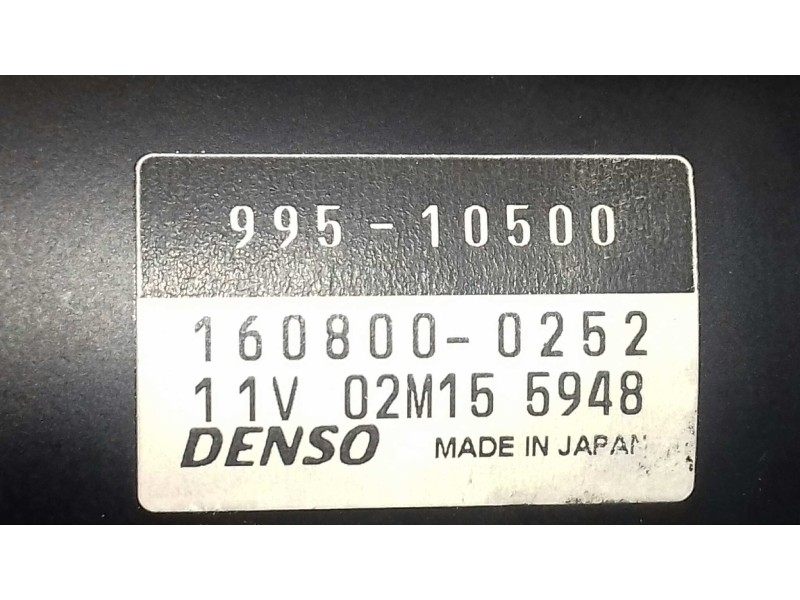 995-10500
160800-0252
11V 02M15 5948
DENSO MADE IN JAPAN